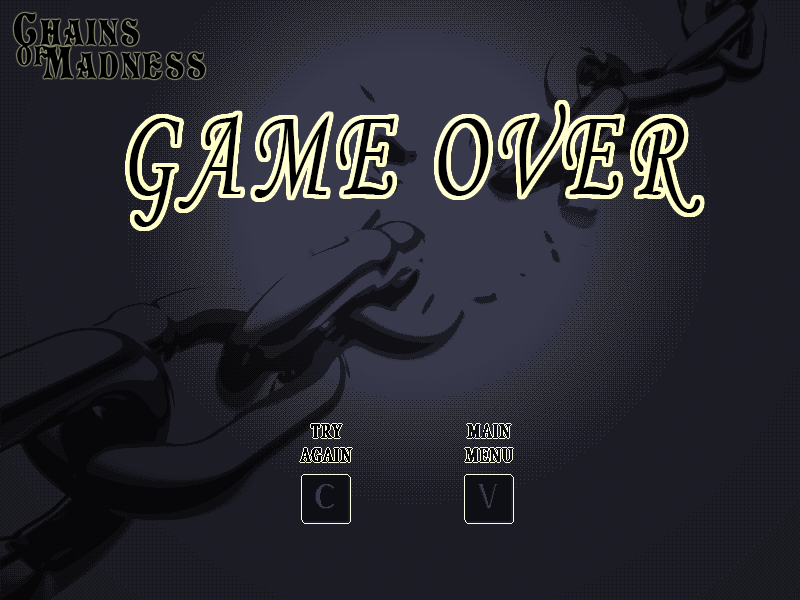 CHAINS
OF MADNESS
GAME OVER
TRY
AGAIN
C
MAIN
MENU
V